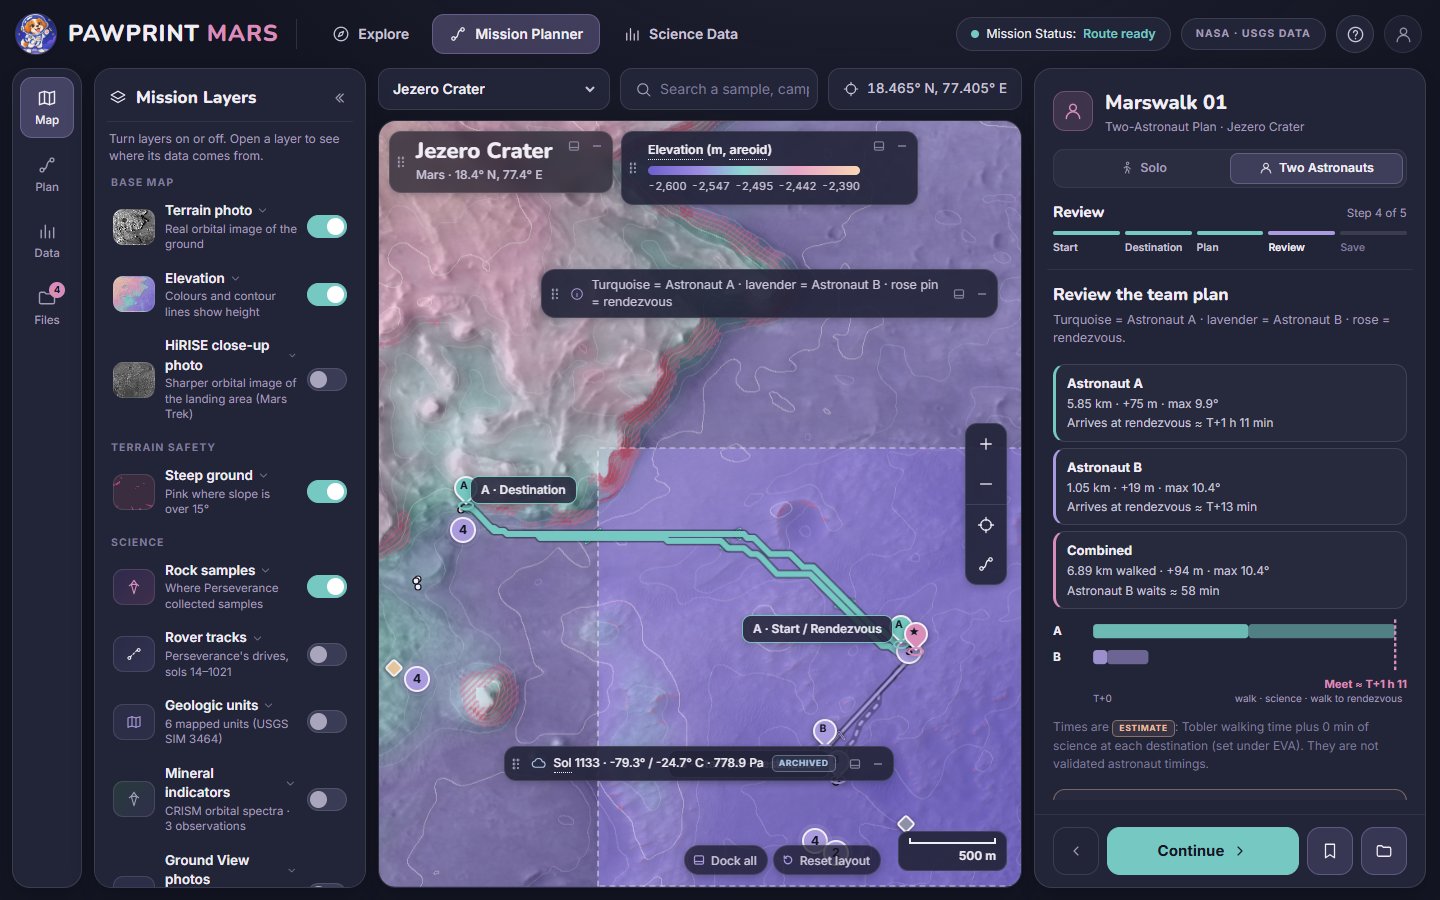 PAWPRINT MARS
Explore
Mission Planner
Science Data
Mission Status: Route ready
NASA · USGS DATA
Map
Plan
Data
4
Files
Mission Layers
Turn layers on or off. Open a layer to see
where its data comes from.
BASE MAP
Terrain photo
Real orbital image of the
ground
Elevation
Colours and contour
lines show height
HiRISE close-up
photo
Sharper orbital image of
the landing area (Mars
Trek)
TERRAIN SAFETY
Steep ground
Pink where slope is
over 15°
SCIENCE
Rock samples
Where Perseverance
collected samples
Rover tracks
Perseverance's drives,
sols 14–1021
Geologic units
6 mapped units (USGS
SIM 3464)
Mineral
indicators
CRISM orbital spectra ·
3 observations
Ground View
photos
Jezero Crater
Search a sample, camp
18.465° N, 77.405° E
Jezero Crater
Mars · 18.4° N, 77.4° E
Elevation (m, areoid)
-2,600 -2,547 -2,495 -2,442 -2,390
Turquoise = Astronaut A · lavender = Astronaut B · rose pin
= rendezvous
A
A · Destination
4
A · Start / Rendezvous
A
4
B
Sol 1133 · -79.3° / -24.7° C · 778.9 Pa
ARCHIVED
4
2
Dock all
Reset layout
500 m
Marswalk 01
Two-Astronaut Plan · Jezero Crater
Solo
Two Astronauts
Review
Step 4 of 5
Start
Destination
Plan
Review
Save
Review the team plan
Turquoise = Astronaut A · lavender = Astronaut B · rose =
rendezvous.
Astronaut A
5.85 km · +75 m · max 9.9°
Arrives at rendezvous ≈ T+1 h 11 min
Astronaut B
1.05 km · +19 m · max 10.4°
Arrives at rendezvous ≈ T+13 min
Combined
6.89 km walked · +94 m · max 10.4°
Astronaut B waits ≈ 58 min
A
B
Meet ≈ T+1 h 11
T+0
walk · science · walk to rendezvous
Times are ESTIMATE: Tobler walking time plus 0 min of
science at each destination (set under EVA). They are not
validated astronaut timings.
Continue